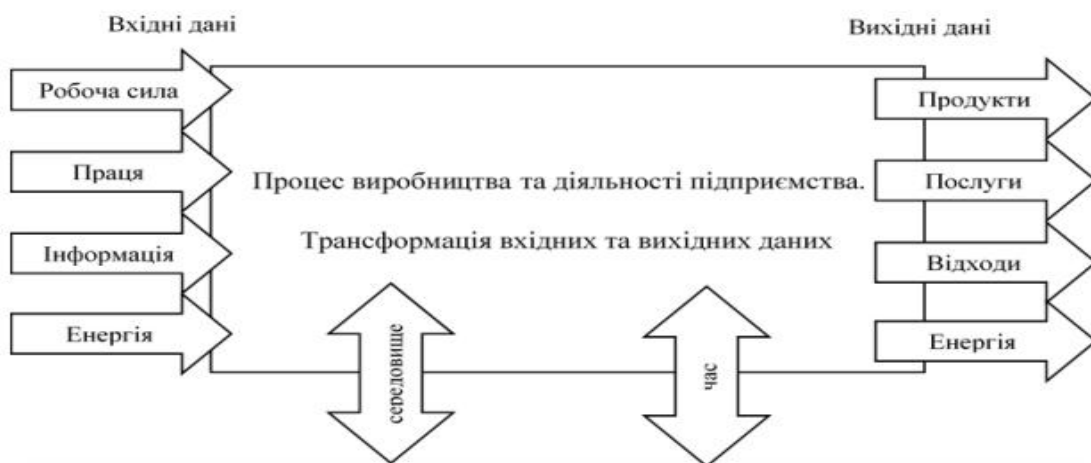 Вхідні дані
Вихідні дані
Робоча сила
Праця
Інформація
Енергія
Процес виробництва та діяльності підприємства.
Трансформація вхідних та вихідних даних
середовище
час
Продукти
Послуги
Відходи
Енергія